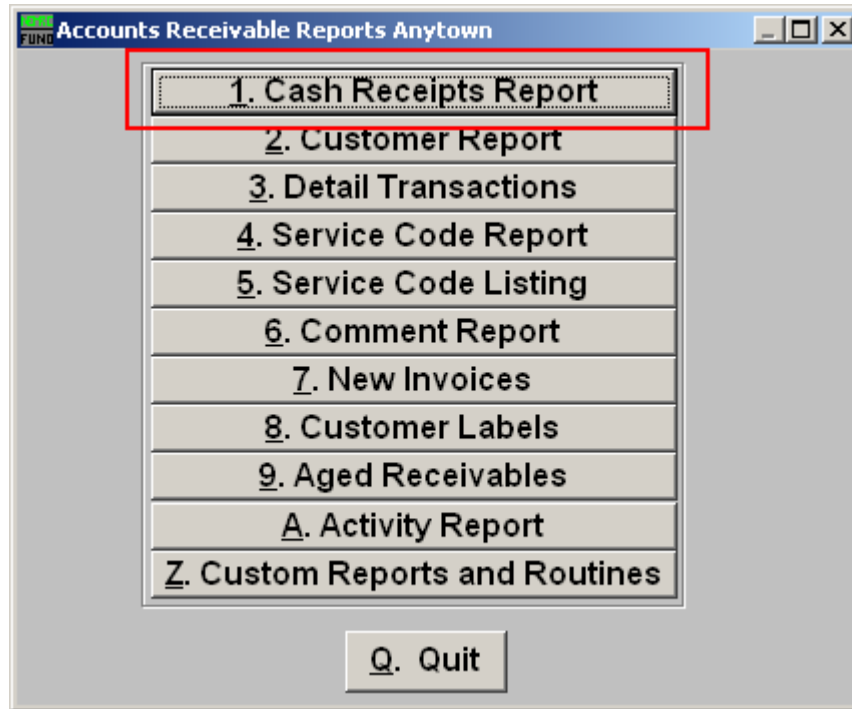 NEMRC
FUND
Accounts Receivable Reports Anytown
1. Cash Receipts Report
2. Customer Report
3. Detail Transactions
4. Service Code Report
5. Service Code Listing
6. Comment Report
7. New Invoices
8. Customer Labels
9. Aged Receivables
A. Activity Report
Z. Custom Reports and Routines
Q. Quit